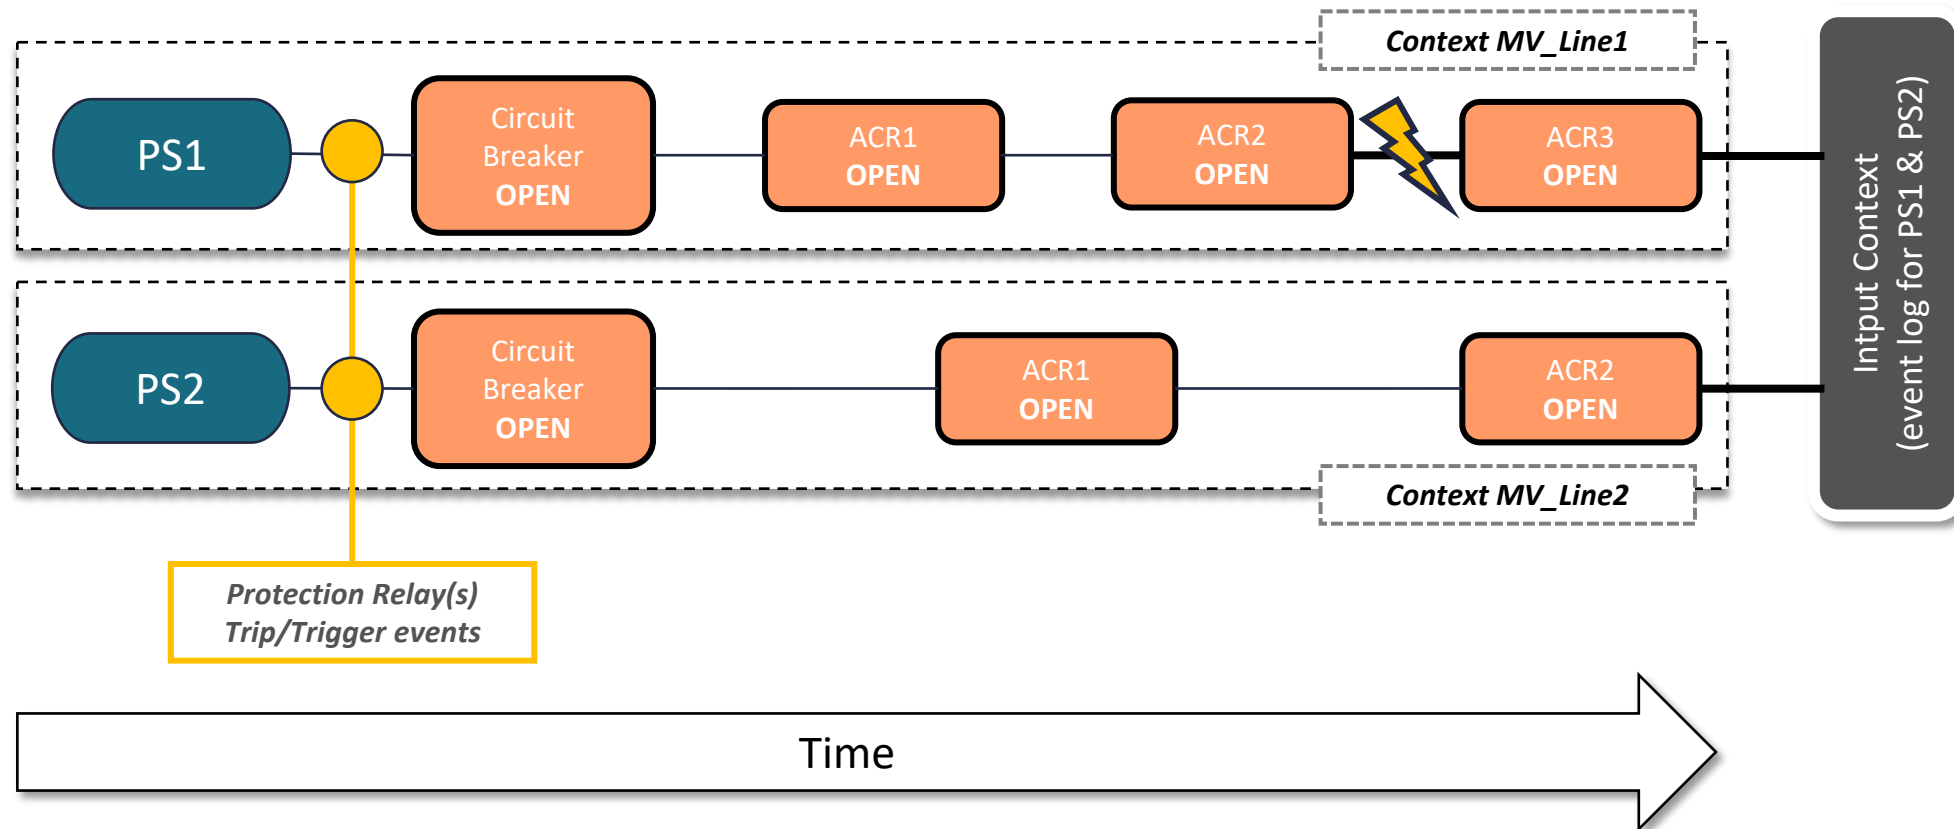 Context MV_Line1
PS1
Circuit
Breaker
OPEN
ACR1
OPEN
ACR2
OPEN
ACR3
OPEN
PS2
Circuit
Breaker
OPEN
ACR1
OPEN
ACR2
OPEN
Context MV_Line2
Intput Context
(event log for PS1 & PS2)
Protection Relay(s)
Trip/Trigger events
Time